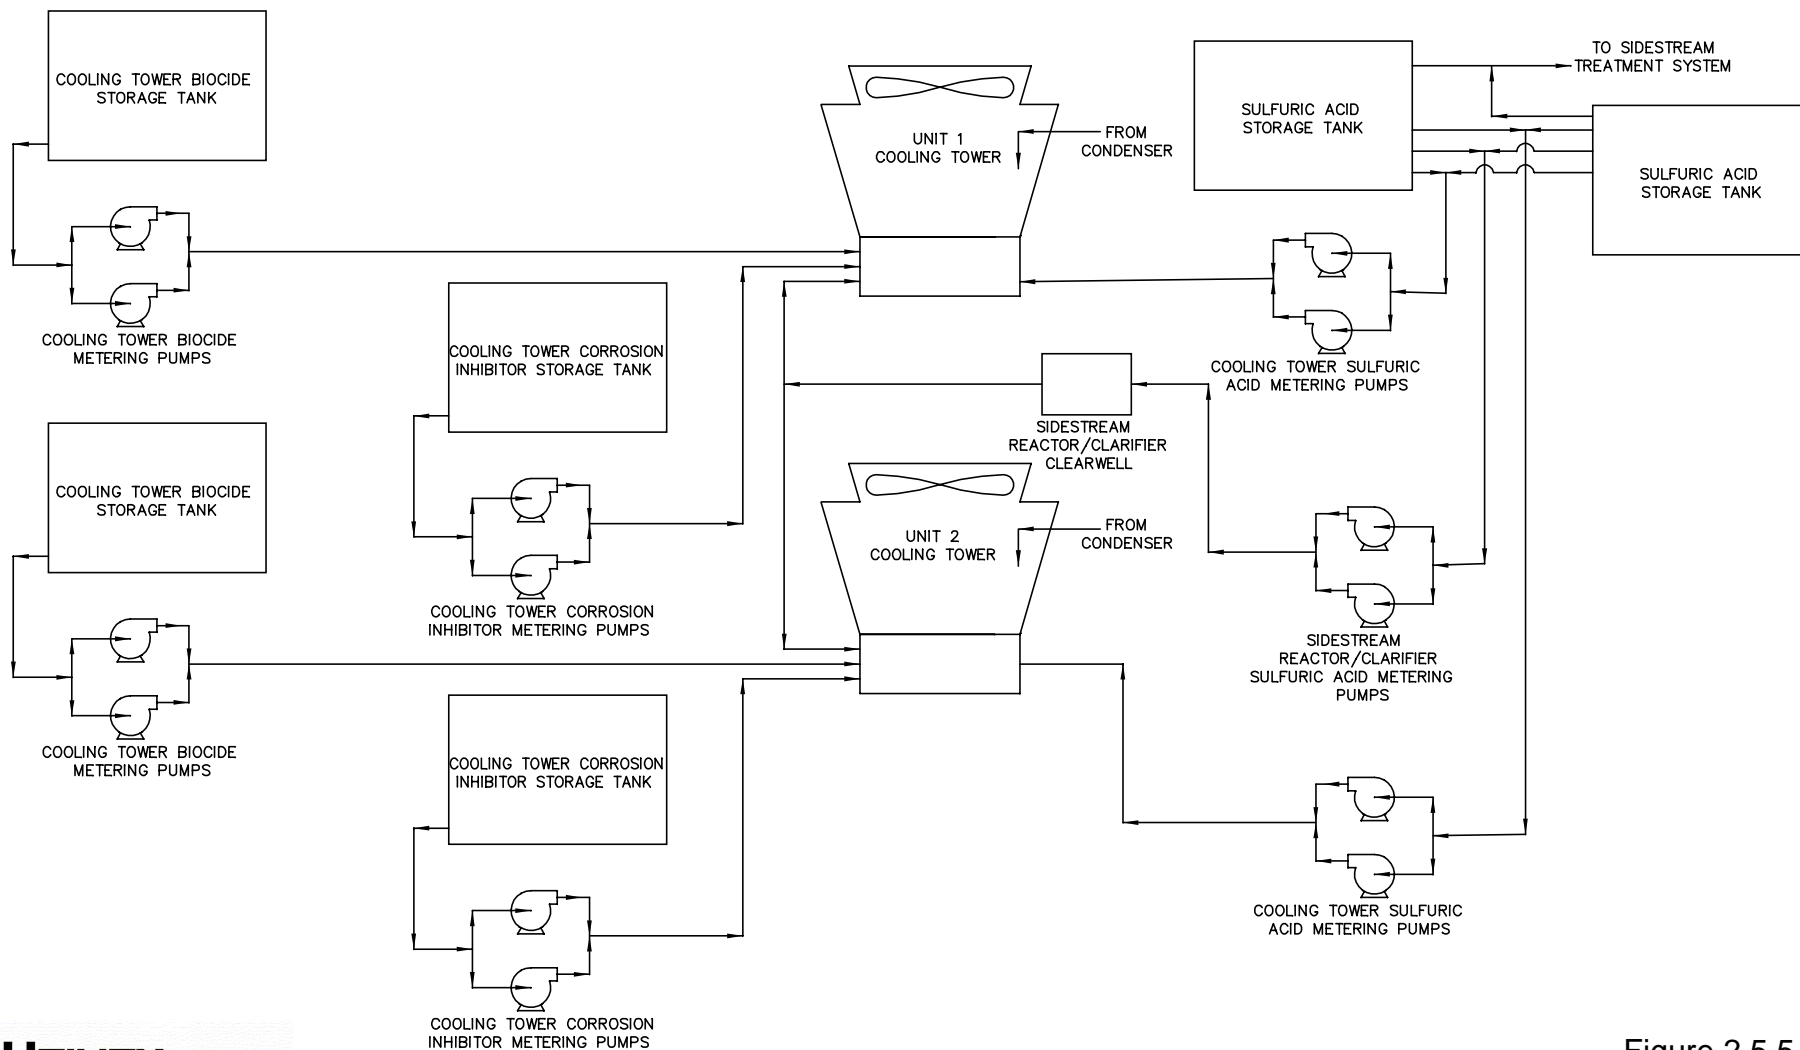 COOLING TOWER BIOCIDE
STORAGE TANK
UNIT 1
COOLING TOWER
FROM
CONDENSER
SULFURIC ACID
STORAGE TANK
TO SIDESTREAM
TREATMENT SYSTEM
SULFURIC ACID
STORAGE TANK
COOLING TOWER BIOCIDE
METERING PUMPS
COOLING TOWER CORROSION
INHIBITOR STORAGE TANK
COOLING TOWER SULFURIC
ACID METERING PUMPS
SIDESTREAM
REACTOR/CLARIFIER
CLEARWELL
COOLING TOWER BIOCIDE
STORAGE TANK
UNIT 2
COOLING TOWER
FROM
CONDENSER
COOLING TOWER CORROSION
INHIBITOR METERING PUMPS
SIDESTREAM
REACTOR/CLARIFIER
SULFURIC ACID METERING
PUMPS
COOLING TOWER BIOCIDE
METERING PUMPS
COOLING TOWER CORROSION
INHIBITOR STORAGE TANK
COOLING TOWER SULFURIC
ACID METERING PUMPS
COOLING TOWER CORROSION
INHIBITOR METERING PUMPS
Figure 2.5.5